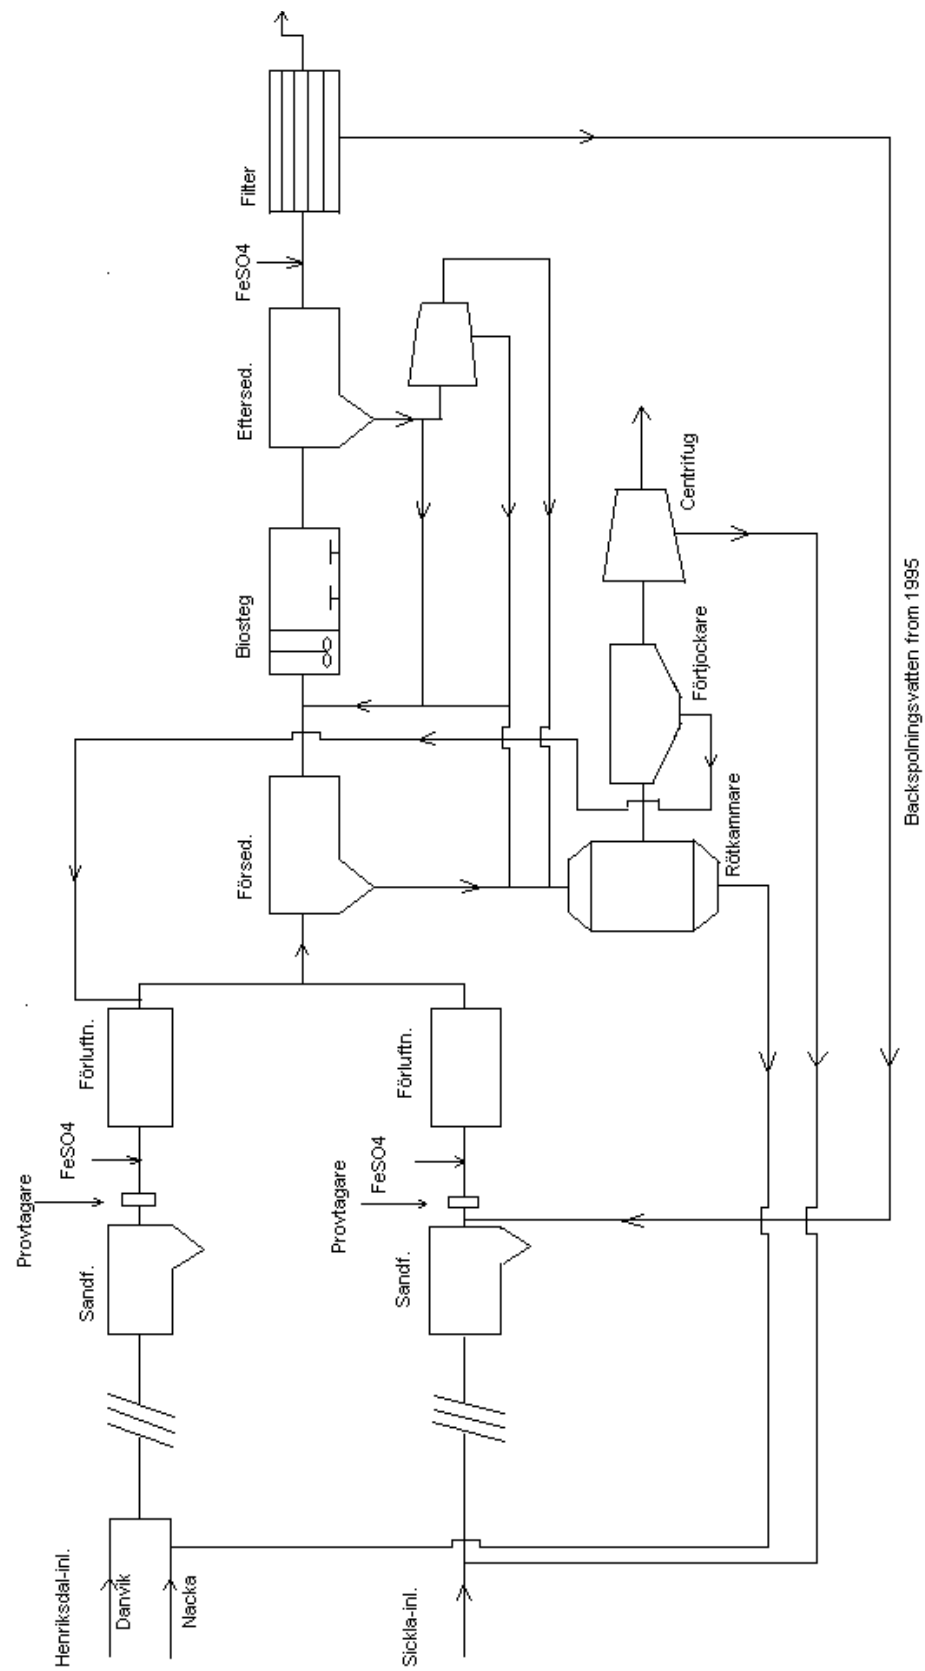 Filter
FeSO4
Eftersed.
Centrifug
Biosteg
Förtjockare
Backspolningsvatten from 1995
Försed.
Rötkammare
Förluftn.
Förluftn.
FeSO4
FeSO4
Provtagare
Provtagare
Sandf.
Sandf.
Henriksdal-inl.
Danvik
Nacka
Sickla-inl.